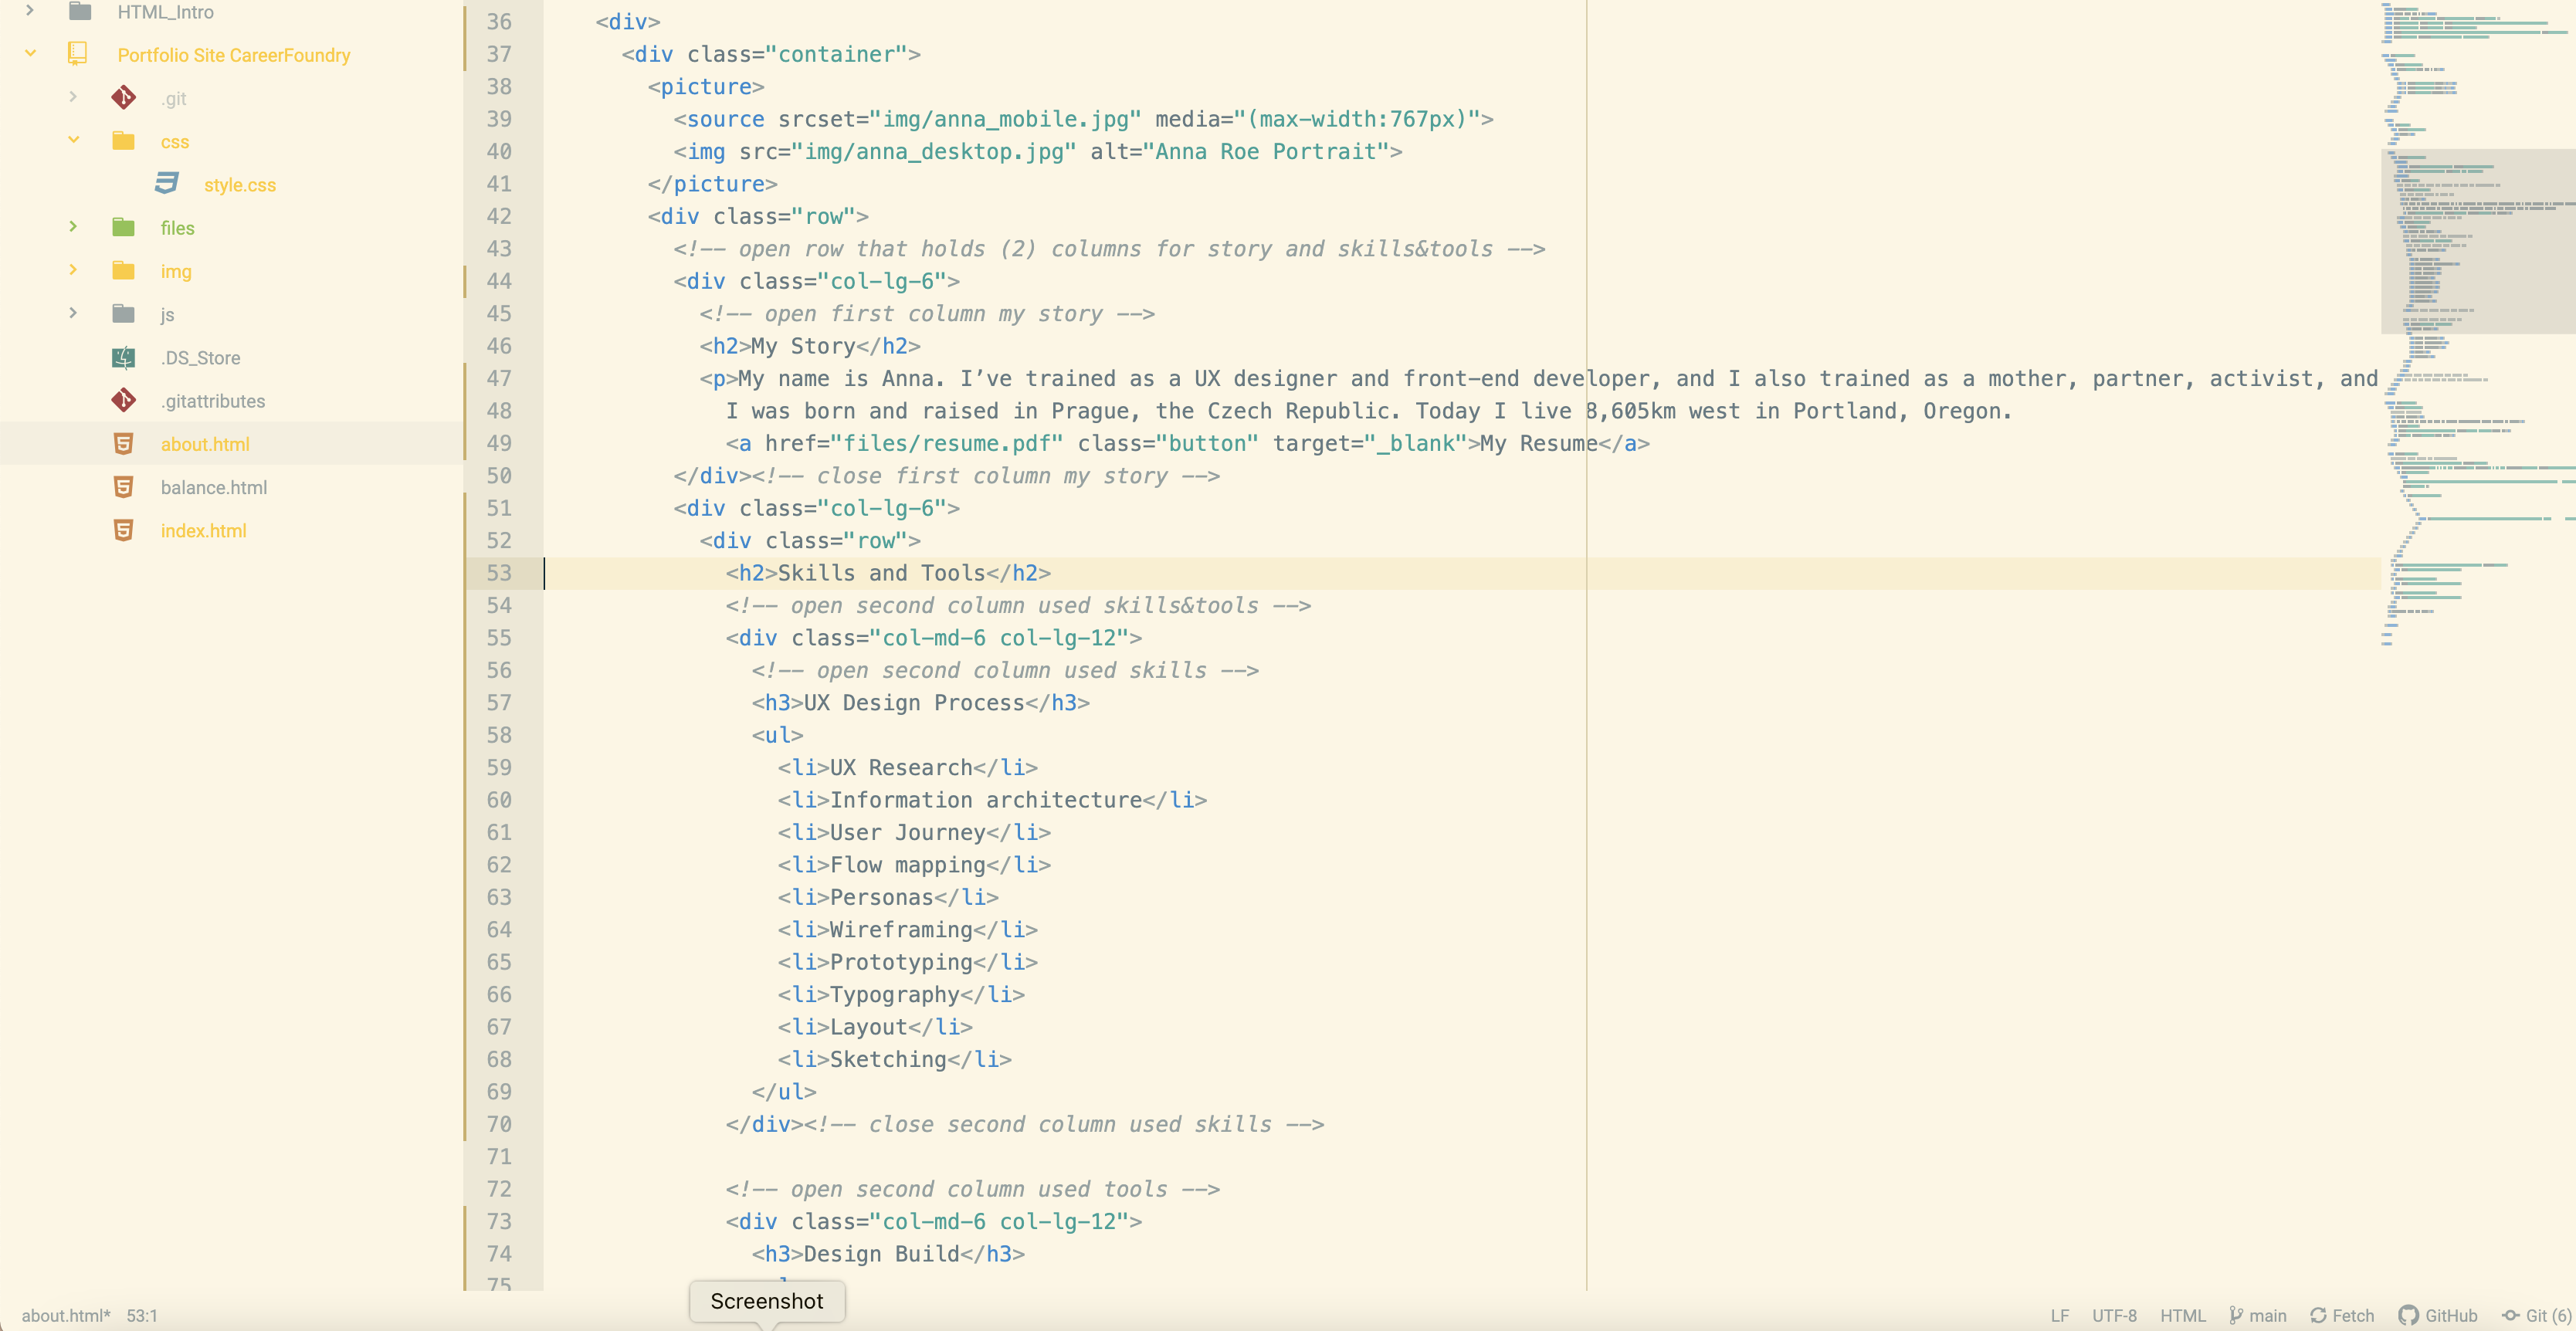 HTML_Intro
Portfolio Site CareerFoundry
.git
css
style.css
files
img
js
.DS_Store
.gitattributes
about.html
balance.html
index.html
36 <div>
37 <div class="container">
38 <picture>
39 <source srcset="img/anna_mobile.jpg" media="(max-width:767px)">
40 <img src="img/anna_desktop.jpg" alt="Anna Roe Portrait">
41 </picture>
42 <div class="row">
43 <!-- open row that holds (2) columns for story and skills&tools -->
44 <div class="col-lg-6">
45 <!-- open first column my story -->
46 <h2>My Story</h2>
47 <p>My name is Anna. I’ve trained as a UX designer and front-end developer, and I also trained as a mother, partner, activist, and
48 I was born and raised in Prague, the Czech Republic. Today I live 8,605km west in Portland, Oregon.
49 <a href="files/resume.pdf" class="button" target="_blank">My Resume</a>
50 </div><!-- close first column my story -->
51 <div class="col-lg-6">
52 <div class="row">
53 <h2>Skills and Tools</h2>
54 <!-- open second column used skills&tools -->
55 <div class="col-md-6 col-lg-12">
56 <!-- open second column used skills -->
57 <h3>UX Design Process</h3>
58 <ul>
59 <li>UX Research</li>
60 <li>Information architecture</li>
61 <li>User Journey</li>
62 <li>Flow mapping</li>
63 <li>Personas</li>
64 <li>Wireframing</li>
65 <li>Prototyping</li>
66 <li>Typography</li>
67 <li>Layout</li>
68 <li>Sketching</li>
69 </ul>
70 </div><!-- close second column used skills -->
71
72 <!-- open second column used tools -->
73 <div class="col-md-6 col-lg-12">
74 <h3>Design Build</h3>
75
Screenshot
about.html* 53:1 LF UTF-8 HTML main Fetch GitHub Git (6)